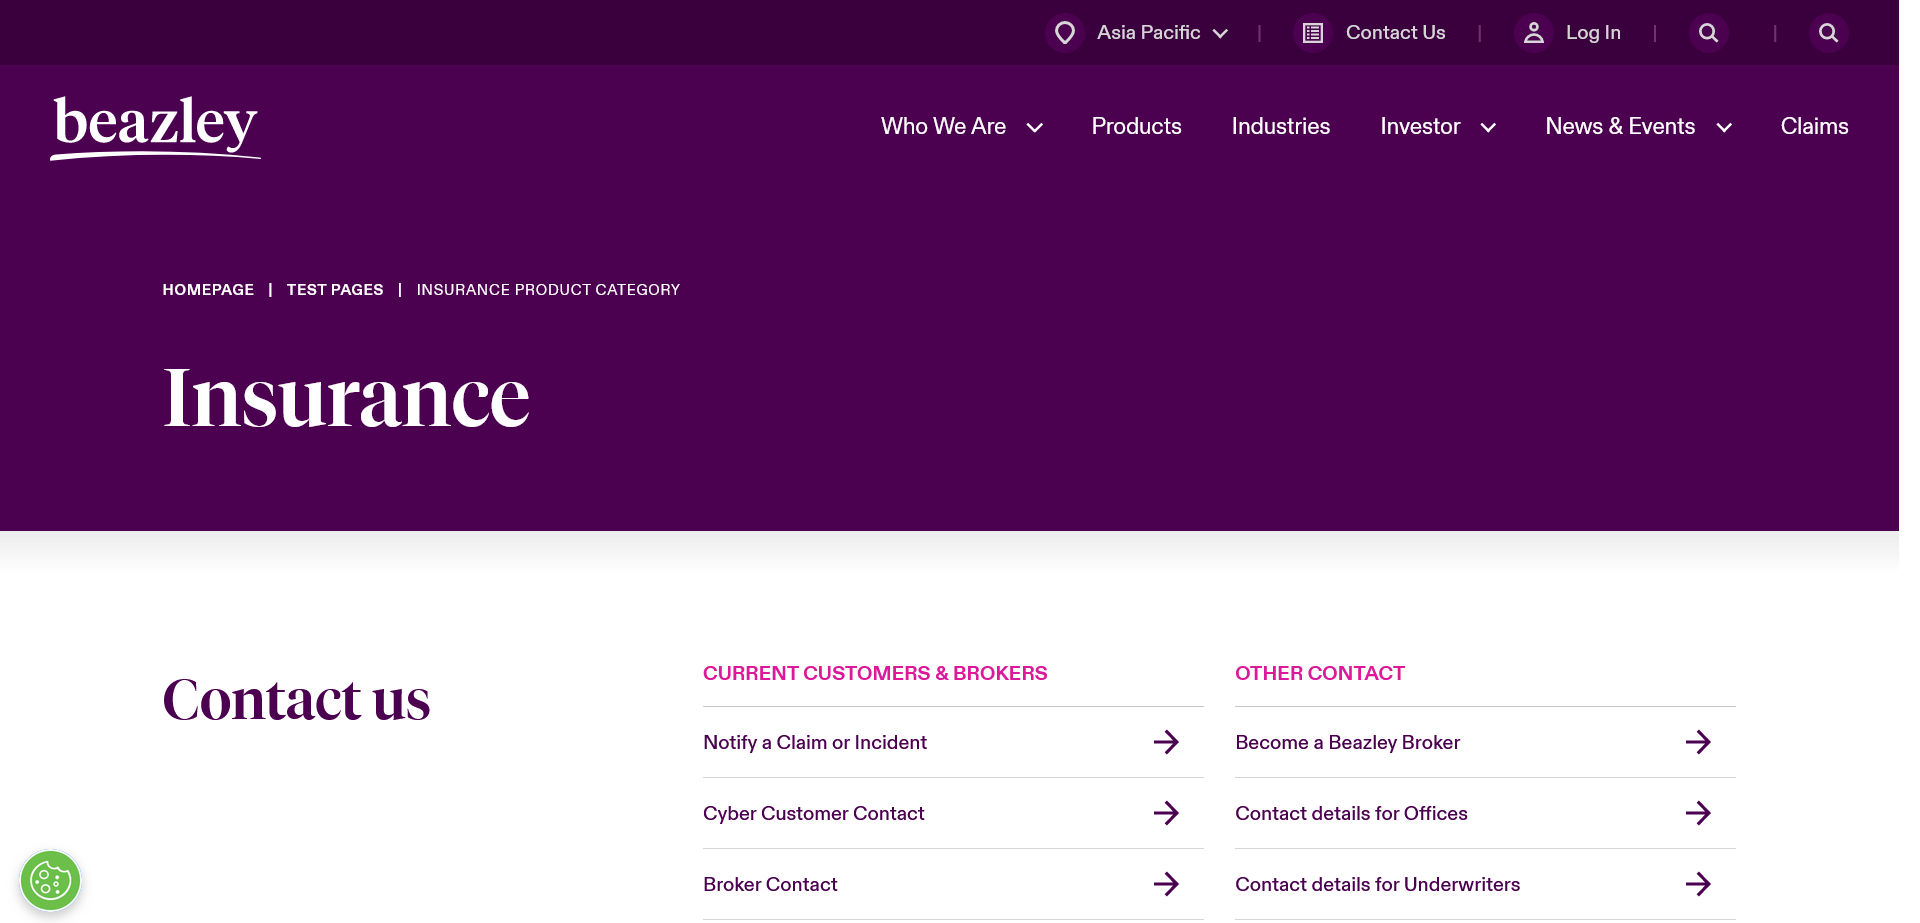 Asia Pacific | Contact Us | Log In | |
beazley
Who We Are Products Industries Investor News & Events Claims
HOMEPAGE | TEST PAGES | INSURANCE PRODUCT CATEGORY
Insurance
Contact us
CURRENT CUSTOMERS & BROKERS
Notify a Claim or Incident
Cyber Customer Contact
Broker Contact
OTHER CONTACT
Become a Beazley Broker
Contact details for Offices
Contact details for Underwriters